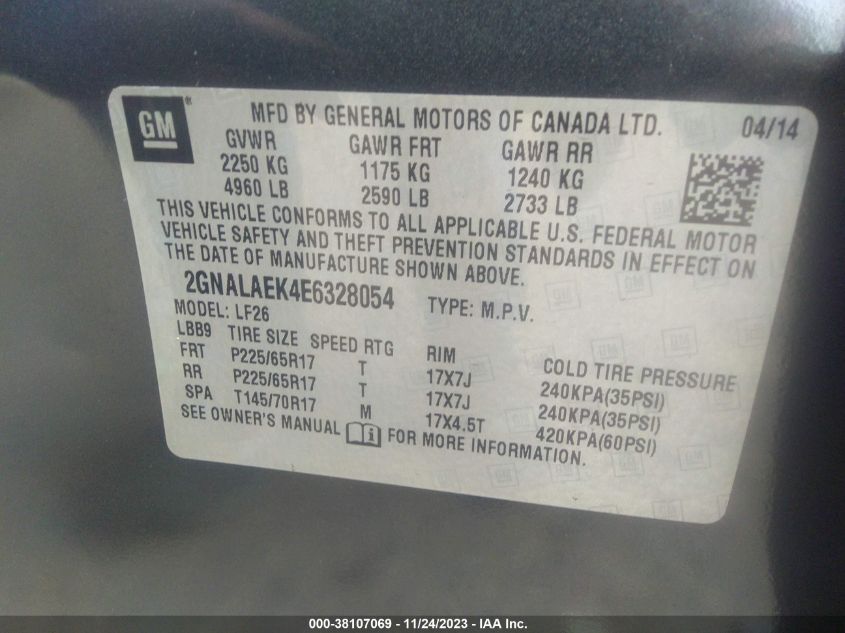 GM ® MFD BY GENERAL MOTORS OF CANADA LTD. 04/14
GVWR GAWR FRT GAWR RR
2250 KG 1175 KG 1240 KG
4960 LB 2590 LB 2733 LB
THIS VEHICLE CONFORMS TO ALL APPLICABLE U.S. FEDERAL MOTOR
VEHICLE SAFETY AND THEFT PREVENTION STANDARDS IN EFFECT ON
THE DATE OF MANUFACTURE SHOWN ABOVE.
2GNALAEK4E6328054 TYPE: M.P.V.
MODEL: LF26
LBB9 TIRE SIZE SPEED RTG RIM COLD TIRE PRESSURE
FRT P225/65R17 T 17X7J 240KPA(35PSI)
RR P225/65R17 T 17X7J 240KPA(35PSI)
SPA T145/70R17 M 17X4.5T 420KPA(60PSI)
SEE OWNER'S MANUAL i FOR MORE INFORMATION.
000-38107069 - 11/24/2023 - IAA Inc.